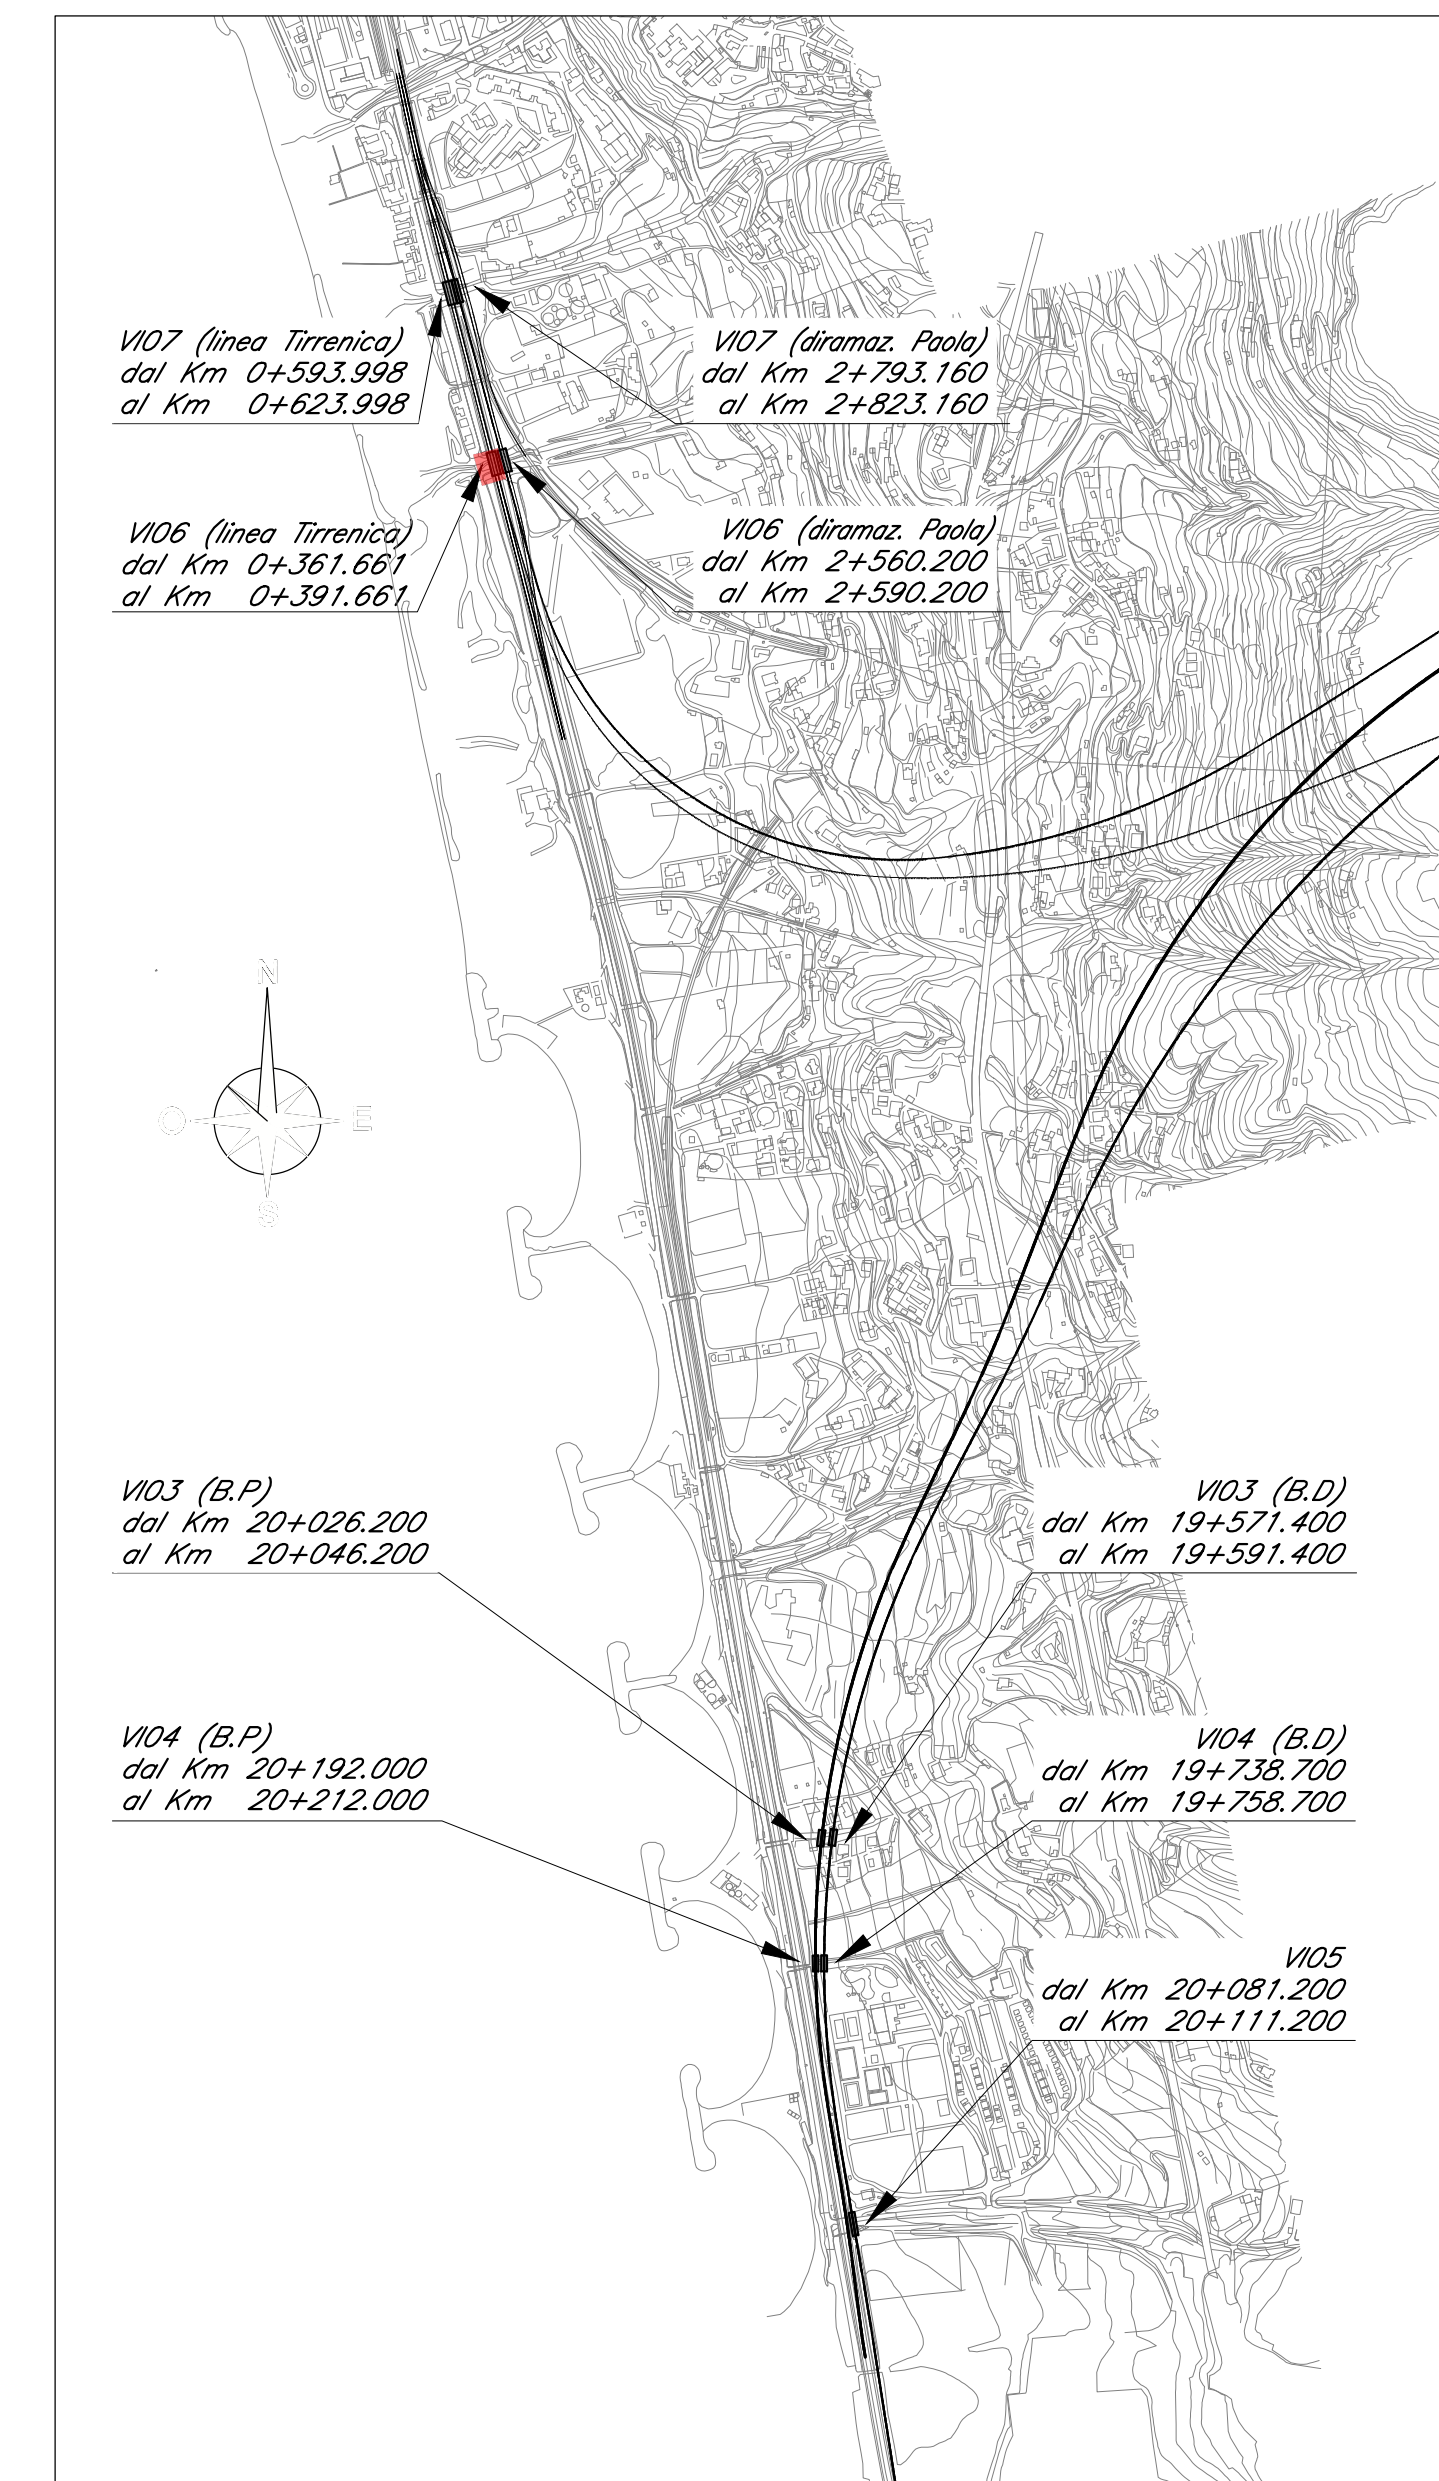 VI07 (linea Tirrenica)
dal Km 0+593.998
al Km 0+623.998
VI07 (diramaz. Paola)
dal Km 2+793.160
al Km 2+823.160
VI06 (linea Tirrenica)
dal Km 0+361.661
al Km 0+391.661
VI06 (diramaz. Paola)
dal Km 2+560.200
al Km 2+590.200
N
O
E
S
VI03 (B.P)
dal Km 20+026.200
al Km 20+046.200
VI03 (B.D)
dal Km 19+571.400
al Km 19+591.400
VI04 (B.P)
dal Km 20+192.000
al Km 20+212.000
VI04 (B.D)
dal Km 19+738.700
al Km 19+758.700
VI05
dal Km 20+081.200
al Km 20+111.200